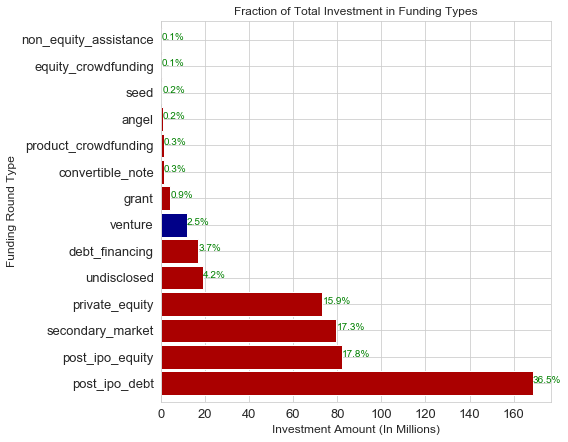 Fraction of Total Investment in Funding Types
non_equity_assistance 0.1%
equity_crowdfunding 0.1%
seed 0.2%
angel 0.2%
product_crowdfunding 0.3%
convertible_note 0.3%
grant 0.9%
venture 2.5%
debt_financing 3.7%
undisclosed 4.2%
private_equity 15.9%
secondary_market 17.3%
post_ipo_equity 17.8%
post_ipo_debt 36.5%
0 20 40 60 80 100 120 140 160
Investment Amount (In Millions)
Funding Round Type